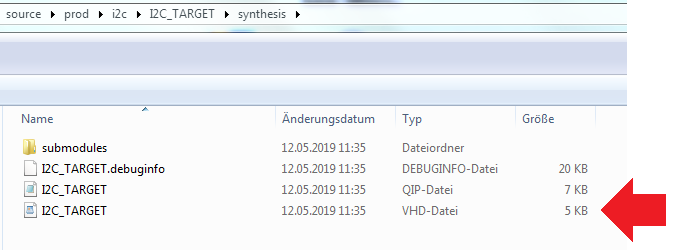 source prod i2c I2C_TARGET synthesis
Name Änderungsdatum Typ Größe
submodules 12.05.2019 11:35 Dateiordner
I2C_TARGET.debuginfo 12.05.2019 11:35 DEBUGINFO-Datei 20 KB
I2C_TARGET 12.05.2019 11:35 QIP-Datei 7 KB
I2C_TARGET 12.05.2019 11:35 VHD-Datei 5 KB